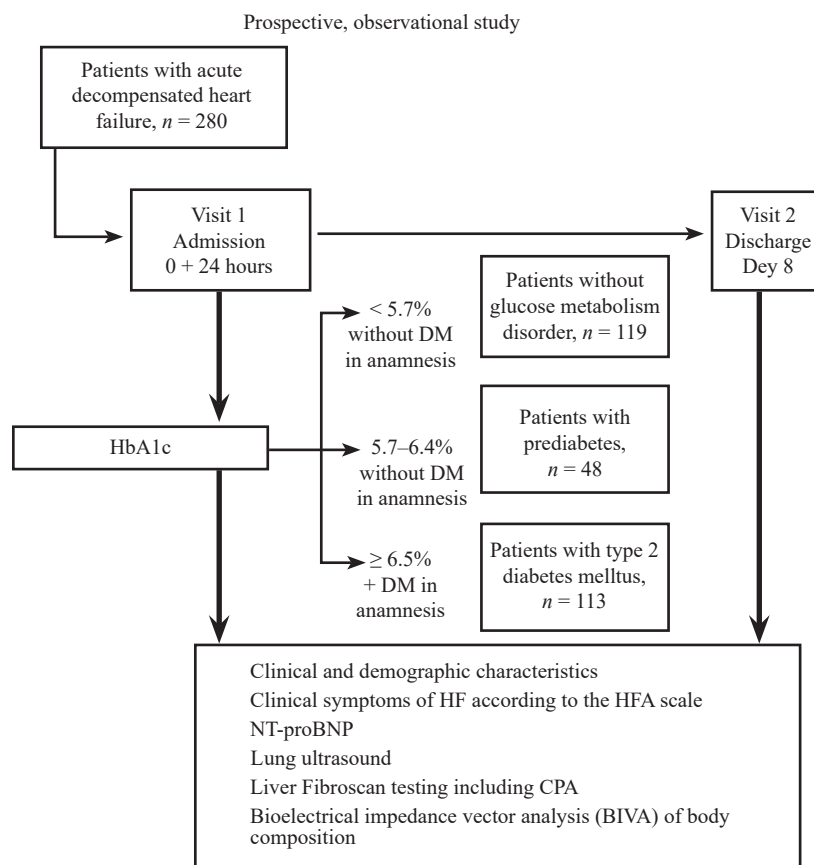 Prospective, observational study
Patients with acute
decompensated heart
failure, n = 280
Visit 1
Admission
0 + 24 hours
Visit 2
Discharge
Dey 8
< 5.7%
without DM
in anamnesis
Patients without
glucose metabolism
disorder, n = 119
HbA1c
5.7–6.4%
without DM
in anamnesis
Patients with
prediabetes,
n = 48
≥ 6.5%
+ DM in
anamnesis
Patients with type 2
diabetes melltus,
n = 113
Clinical and demographic characteristics
Clinical symptoms of HF according to the HFA scale
NT-proBNP
Lung ultrasound
Liver Fibroscan testing including CPA
Bioelectrical impedance vector analysis (BIVA) of body
composition